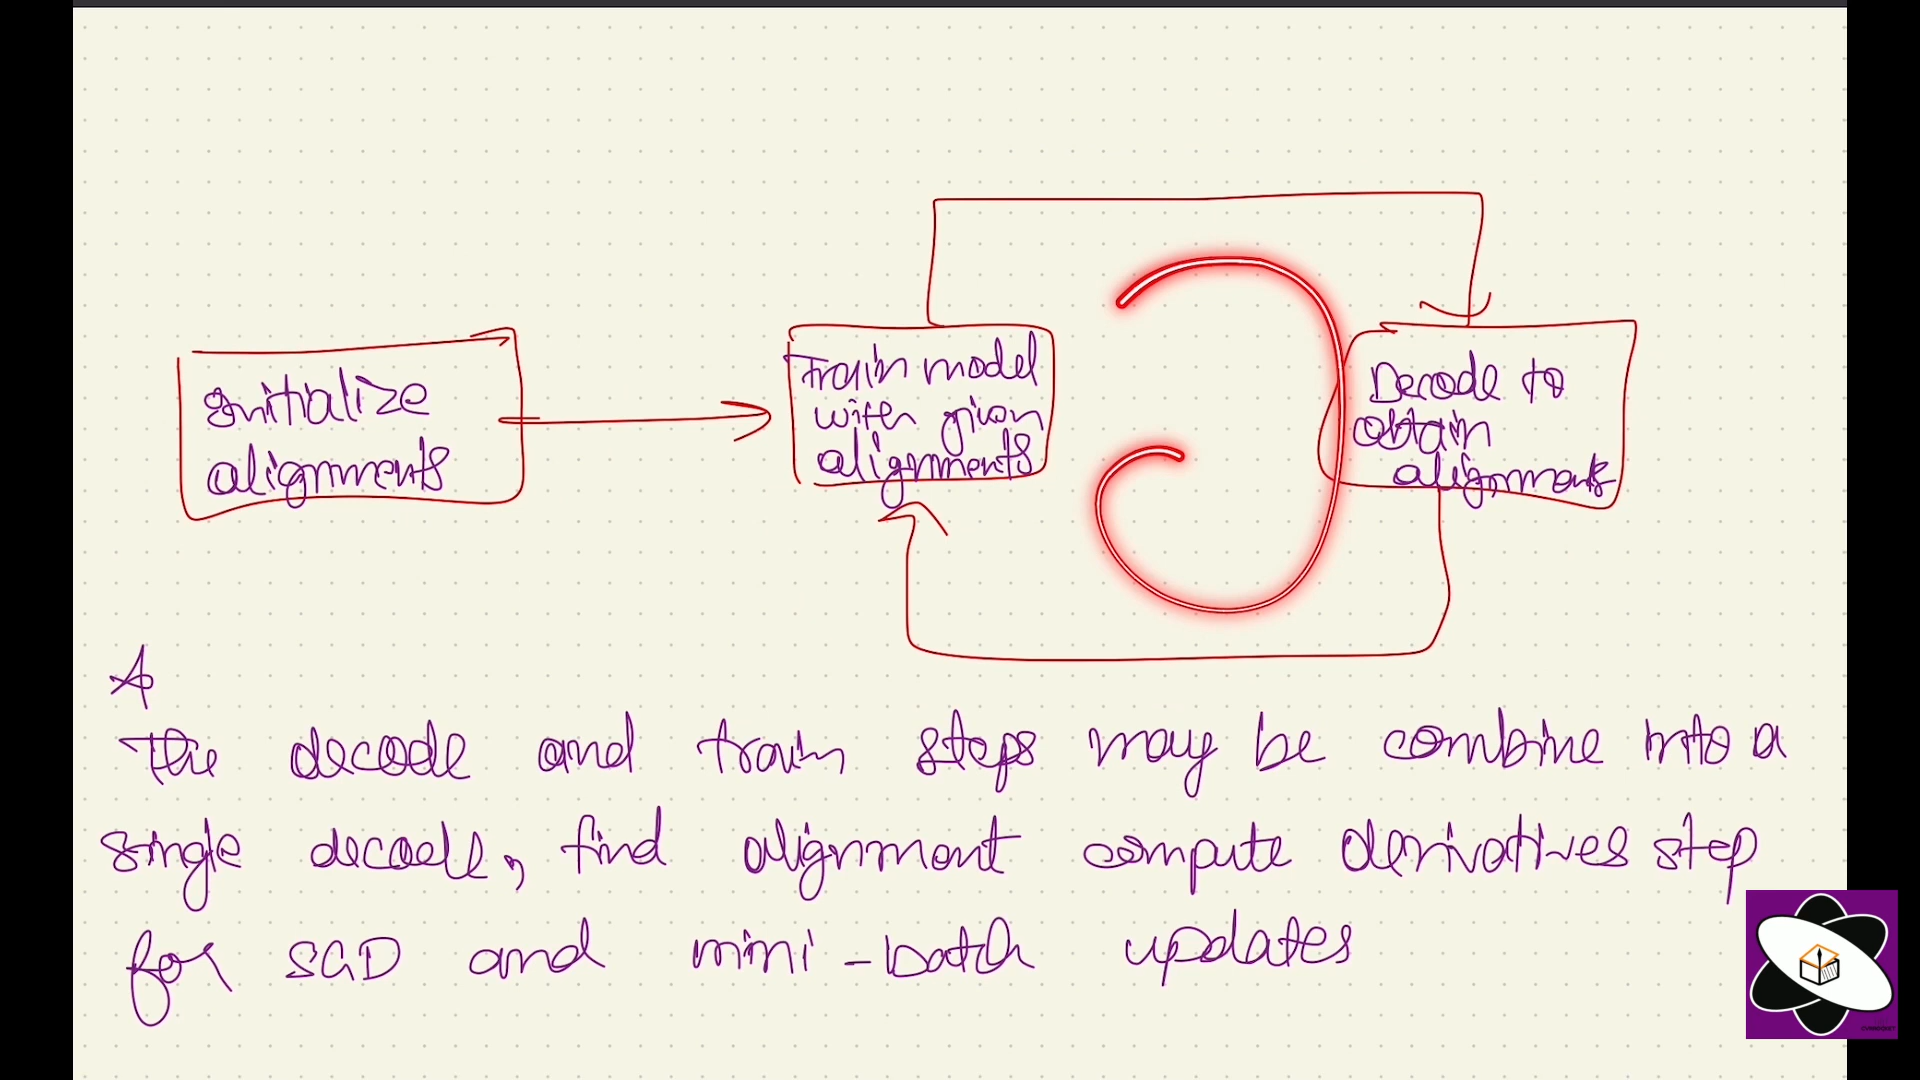 Initialize
alignments
Train model
with given
alignments
Decode to
obtain
alignments
The decode and train steps may be combine into a
single decode, find alignment compute derivatives step
for SGD and mini-batch updates